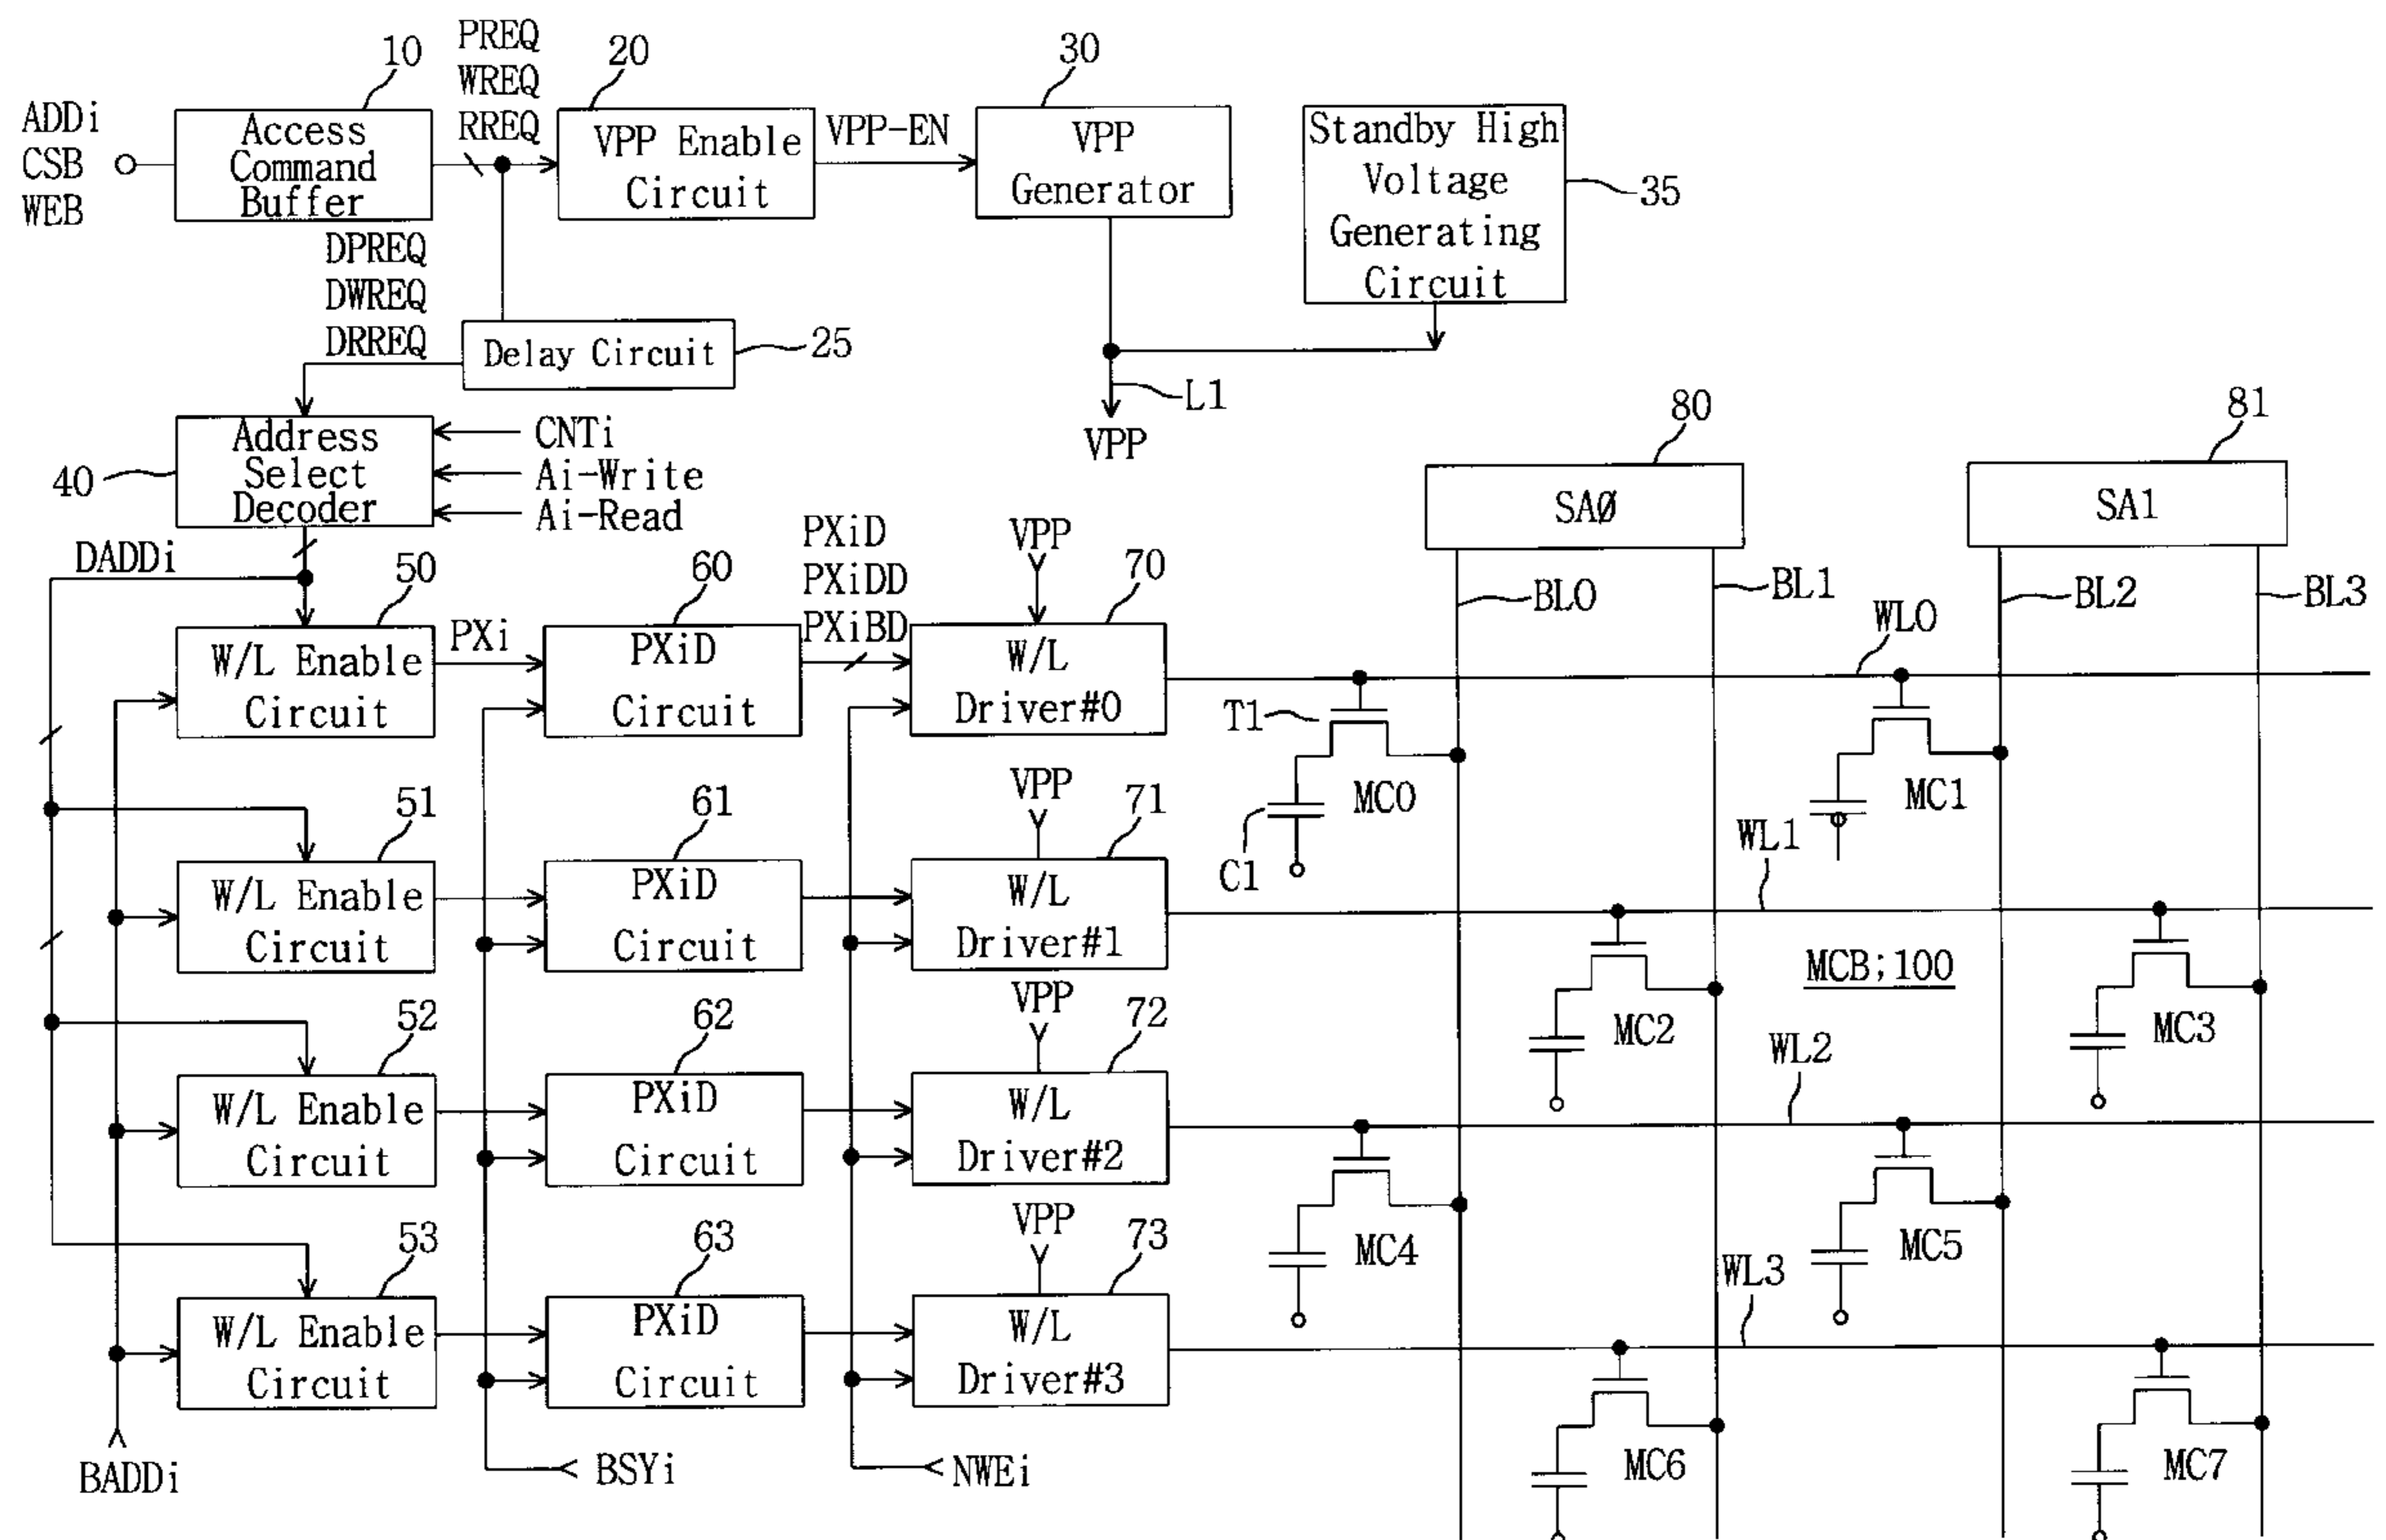 10
PREQ
WREQ
RREQ
20
30
ADDi
CSB
WEB
Access
Command
Buffer
VPP Enable
Circuit
VPP-EN
VPP
Generator
Standby High
Voltage
Generating
Circuit
35
DPREQ
DWREQ
DRREQ
Delay Circuit
25
L1
VPP
40
Address
Select
Decoder
CNTi
Ai-Write
Ai-Read
80
SAØ
81
SA1
DADDi
50
W/L Enable
Circuit
PXi
60
PXiD
Circuit
PXiD
PXiDD
PXiBD
VPP
70
W/L
Driver#0
BL0
BL1
BL2
BL3
WL0
T1
C1
MC0
MC1
51
W/L Enable
Circuit
61
PXiD
Circuit
VPP
71
W/L
Driver#1
WL1
MCB;100
MC2
MC3
52
W/L Enable
Circuit
62
PXiD
Circuit
VPP
72
W/L
Driver#2
WL2
MC4
MC5
53
W/L Enable
Circuit
63
PXiD
Circuit
VPP
73
W/L
Driver#3
WL3
MC6
MC7
BADDi
BSYi
NWEi